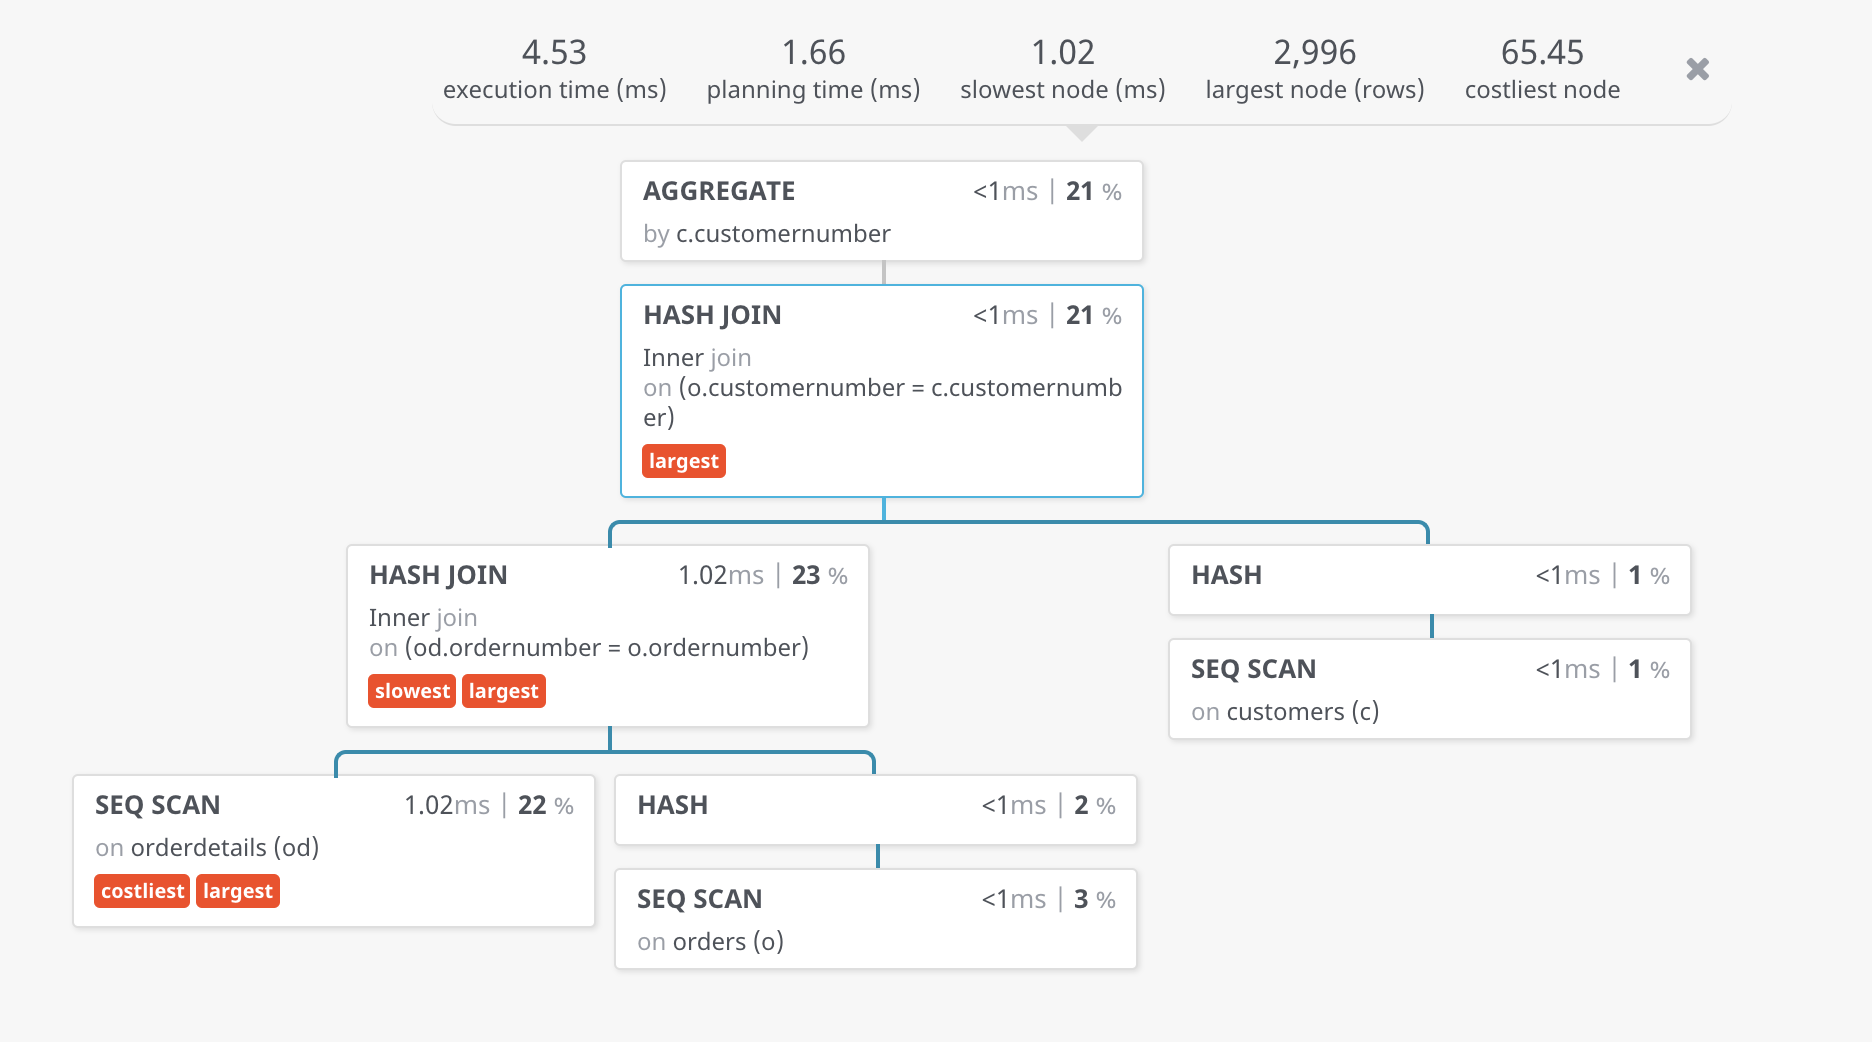 4.53 1.66 1.02 2,996 65.45
execution time (ms) planning time (ms) slowest node (ms) largest node (rows) costliest node
AGGREGATE <1ms | 21 %
by c.customernumber
HASH JOIN <1ms | 21 %
Inner join
on (o.customernumber = c.customernumb
er)
largest
HASH JOIN 1.02ms | 23 %
Inner join
on (od.ordernumber = o.ordernumber)
slowest largest
HASH <1ms | 1 %
SEQ SCAN <1ms | 1 %
on customers (c)
SEQ SCAN 1.02ms | 22 %
on orderdetails (od)
costliest largest
HASH <1ms | 2 %
SEQ SCAN <1ms | 3 %
on orders (o)